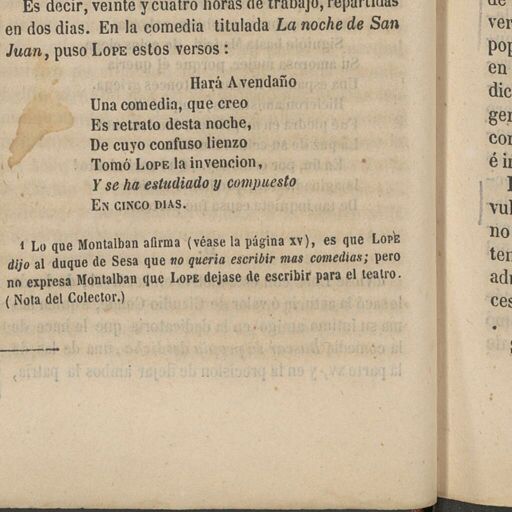 Es decir, veinte y cuatro horas de trabajo, repartidas
en dos dias. En la comedia titulada La noche de San
Juan, puso LOPE estos versos :
Hará Avendaño
Una comedia, que creo
Es retrato desta noche,
De cuyo confuso lienzo
Tomó LOPE la invencion,
Y se ha estudiado y compuesto
EN CINCO DIAS.
1 Lo que Montalban afirma (véase la página XV), es que LOPE
dijo al duque de Sesa que no queria escribir mas comedias; pero
no expresa Montalban que LOPE dejase de escribir para el teatro.
(Nota del Colector.)
de
ver
pop
en
dic
ger
con
é in
vul
no
ten
adr
ces